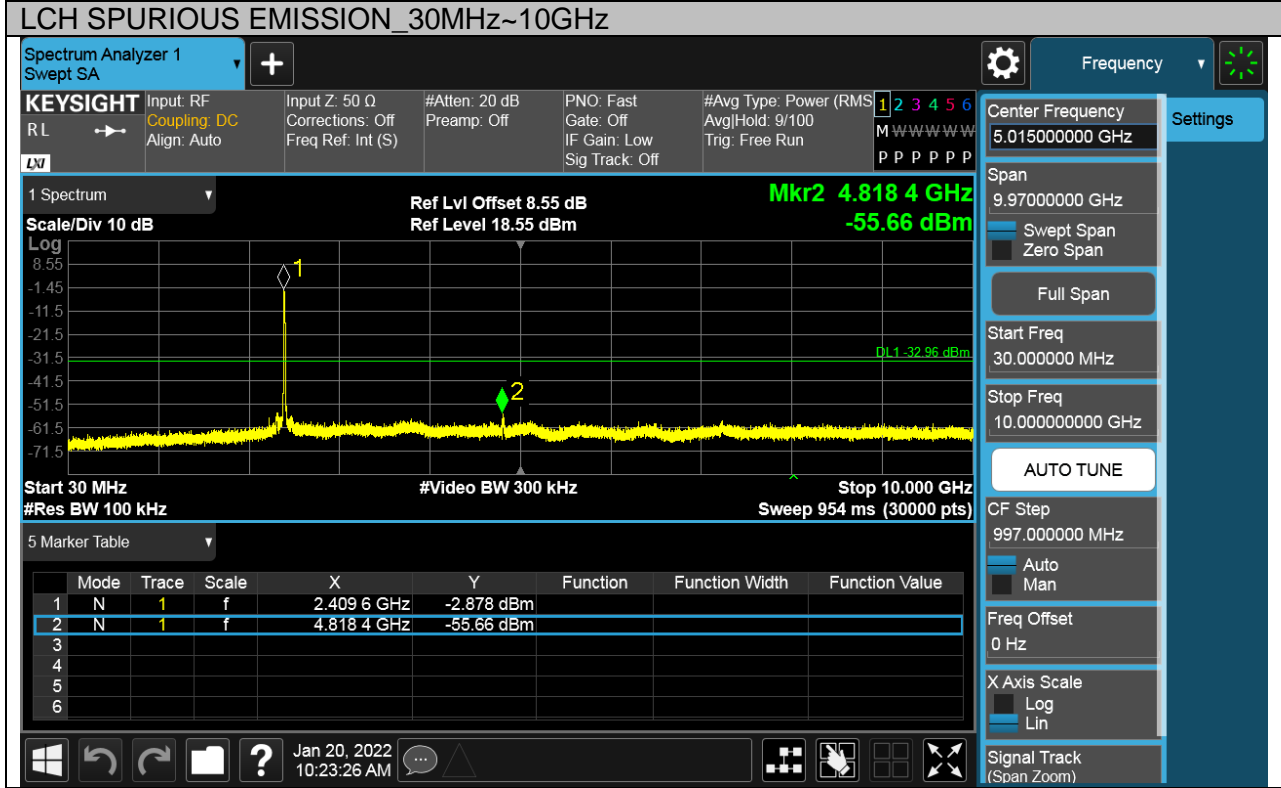 LCH SPURIOUS EMISSION_30MHz~10GHz
Spectrum Analyzer 1
Swept SA
Frequency
KEYSIGHT
RL
LXI
Input: RF
Coupling: DC
Align: Auto
Input Z: 50 Ω
Corrections: Off
Freq Ref: Int (S)
#Atten: 20 dB
Preamp: Off
PNO: Fast
Gate: Off
IF Gain: Low
Sig Track: Off
#Avg Type: Power (RMS
Avg|Hold: 9/100
Trig: Free Run
1 2 3 4 5 6
M W W W W W
P P P P P P
Center Frequency
5.015000000 GHz
Settings
Span
9.97000000 GHz
Swept Span
Zero Span
Full Span
Start Freq
30.000000 MHz
Stop Freq
10.000000000 GHz
AUTO TUNE
CF Step
997.000000 MHz
Auto
Man
Freq Offset
0 Hz
X Axis Scale
Log
Lin
Signal Track
(Span Zoom)
1 Spectrum
Scale/Div 10 dB
Ref Lvl Offset 8.55 dB
Ref Level 18.55 dBm
Mkr2 4.818 4 GHz
-55.66 dBm
Log
8.55
-1.45
-11.5
-21.5
-31.5
-41.5
-51.5
-61.5
-71.5
1
2
DL1 -32.96 dBm
Start 30 MHz
#Video BW 300 kHz
Stop 10.000 GHz
#Res BW 100 kHz
Sweep 954 ms (30000 pts)
5 Marker Table
Mode Trace Scale X Y Function Function Width Function Value
1 N 1 f 2.409 6 GHz -2.878 dBm
2 N 1 f 4.818 4 GHz -55.66 dBm
3
4
5
6
?
Jan 20, 2022
10:23:26 AM